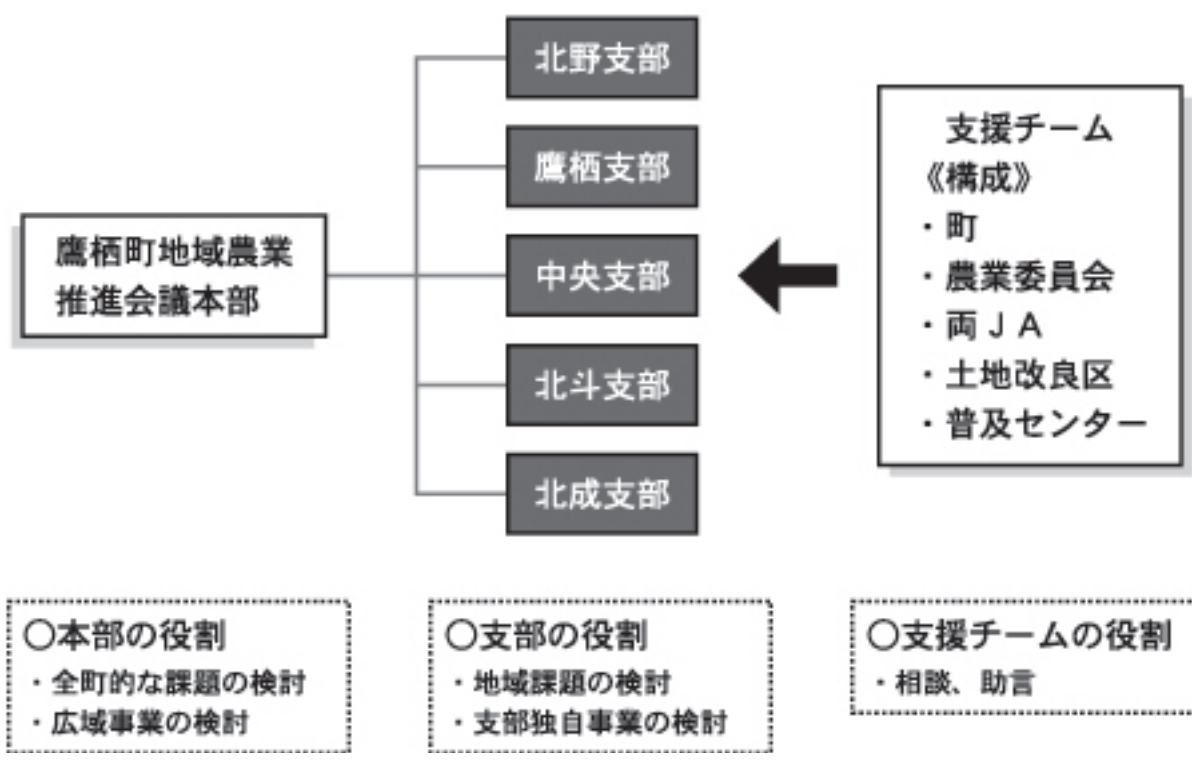 鷹栖町地域農業
推進会議本部
北野支部
鷹栖支部
中央支部
北斗支部
北成支部
支援チーム
《構成》
・町
・農業委員会
・両ＪＡ
・土地改良区
・普及センター
〇本部の役割
・全町的な課題の検討
・広域事業の検討
〇支部の役割
・地域課題の検討
・支部独自事業の検討
〇支援チームの役割
・相談、助言